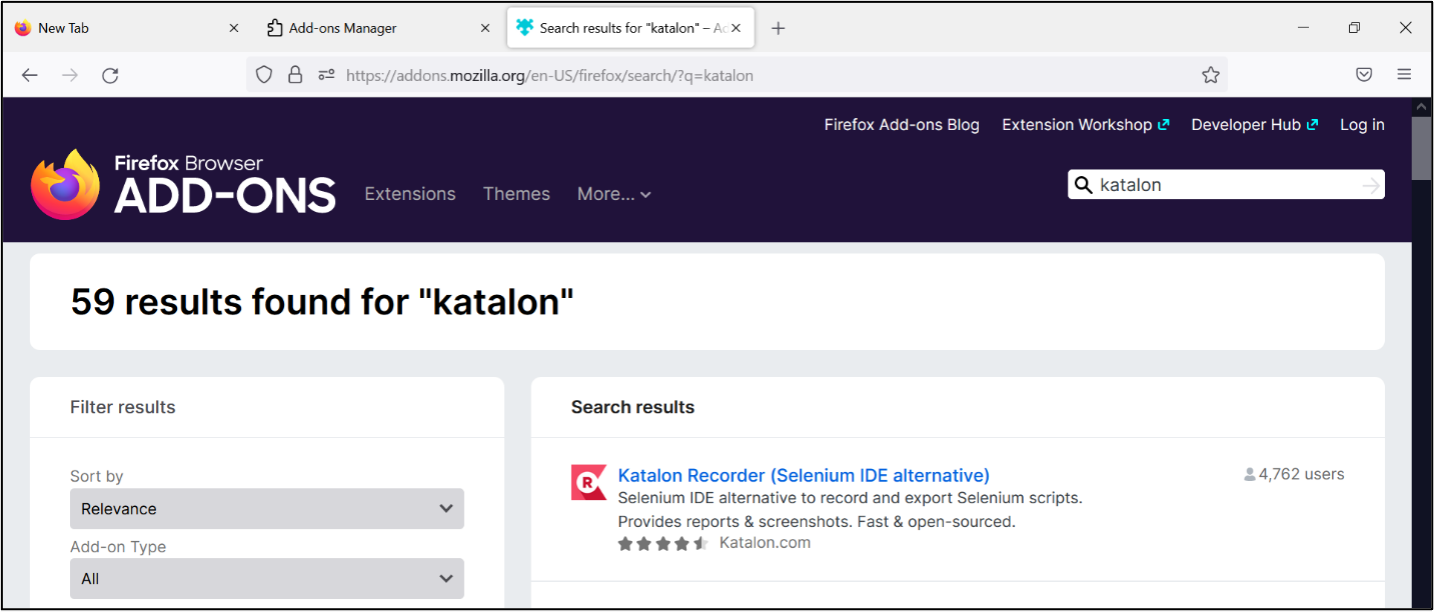 New Tab
Add-ons Manager
Search results for "katalon" – Ad
https://addons.mozilla.org/en-US/firefox/search/?q=katalon
Firefox Add-ons Blog Extension Workshop Developer Hub Log in
Firefox Browser
ADD-ONS
Extensions Themes More...
katalon
59 results found for "katalon"
Filter results
Sort by
Relevance
Add-on Type
All
Search results
R
Katalon Recorder (Selenium IDE alternative)
4,762 users
Selenium IDE alternative to record and export Selenium scripts.
Provides reports & screenshots. Fast & open-sourced.
Katalon.com